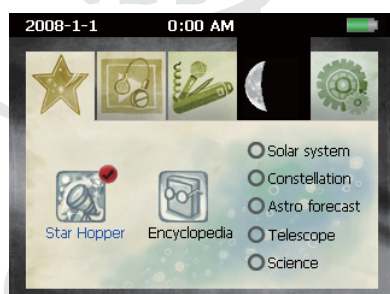 2008-1-1 0:00 AM
Solar system
Constellation
Astro forecast
Star Hopper Encyclopedia
Telescope
Science